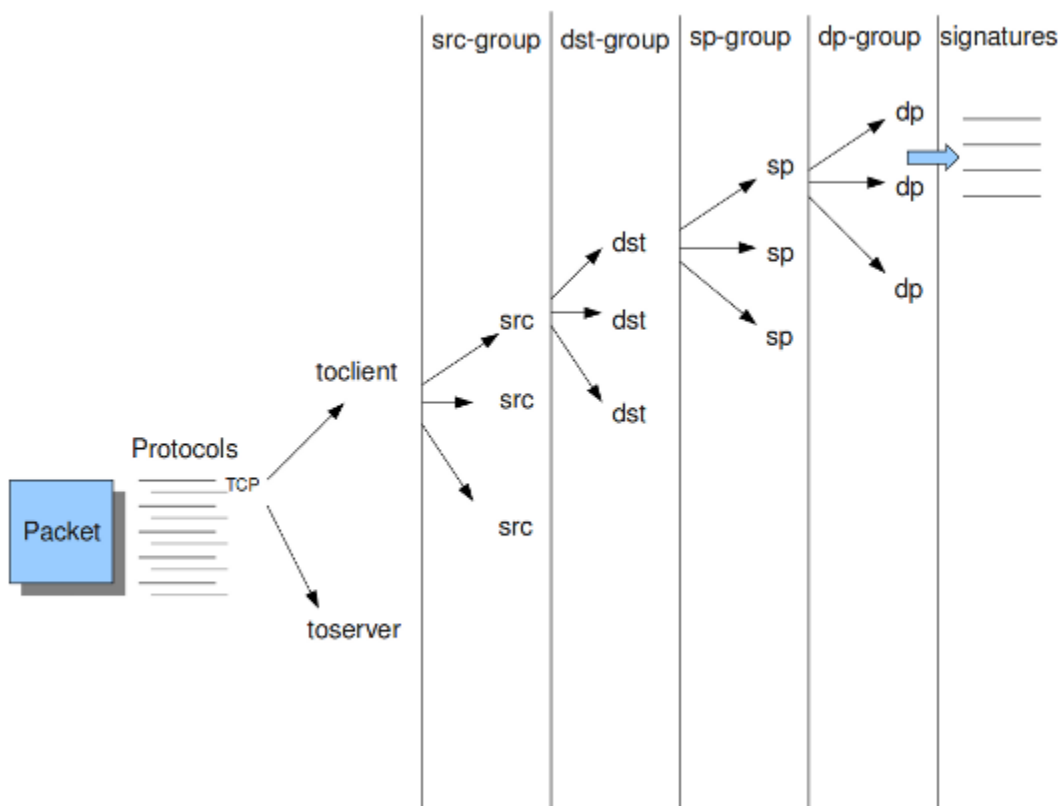 src-group dst-group sp-group dp-group signatures
dp
sp
dp
dst
sp
dp
src
dst
sp
toclient
src
dst
Protocols
TCP
Packet
src
toserver